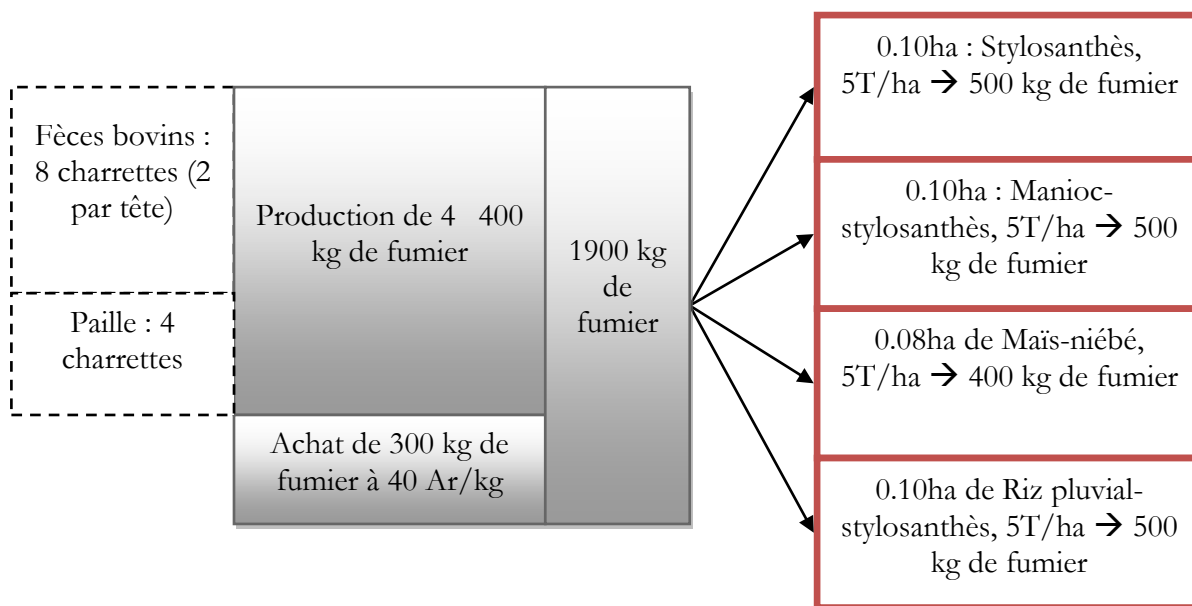 Fèces bovins :
8 charrettes (2
par tête)
Paille : 4
charrettes
Production de 4 400
kg de fumier
Achat de 300 kg de
fumier à 40 Ar/kg
1900 kg
de
fumier
0.10ha : Stylosanthès,
5T/ha → 500 kg de fumier
0.10ha : Manioc-
stylosanthès, 5T/ha → 500
kg de fumier
0.08ha de Maïs-niébé,
5T/ha → 400 kg de fumier
0.10ha de Riz pluvial-
stylosanthès, 5T/ha → 500
kg de fumier